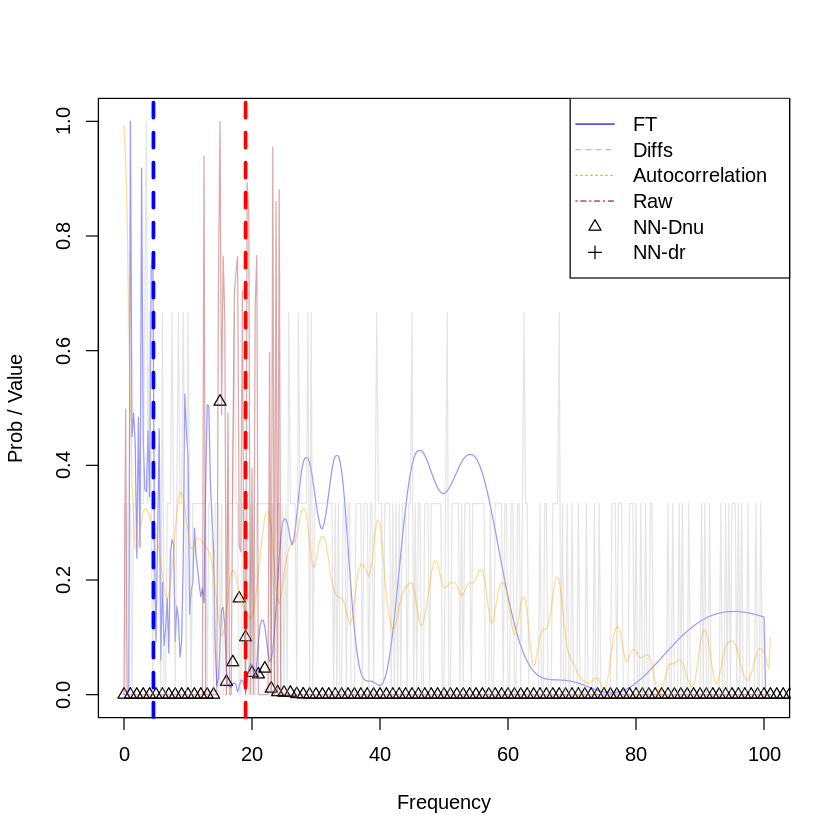 FT
Diffs
Autocorrelation
Raw
NN-Dnu
NN-dr
Prob / Value
1.0
0.8
0.6
0.4
0.2
0.0
0 20 40 60 80 100
Frequency